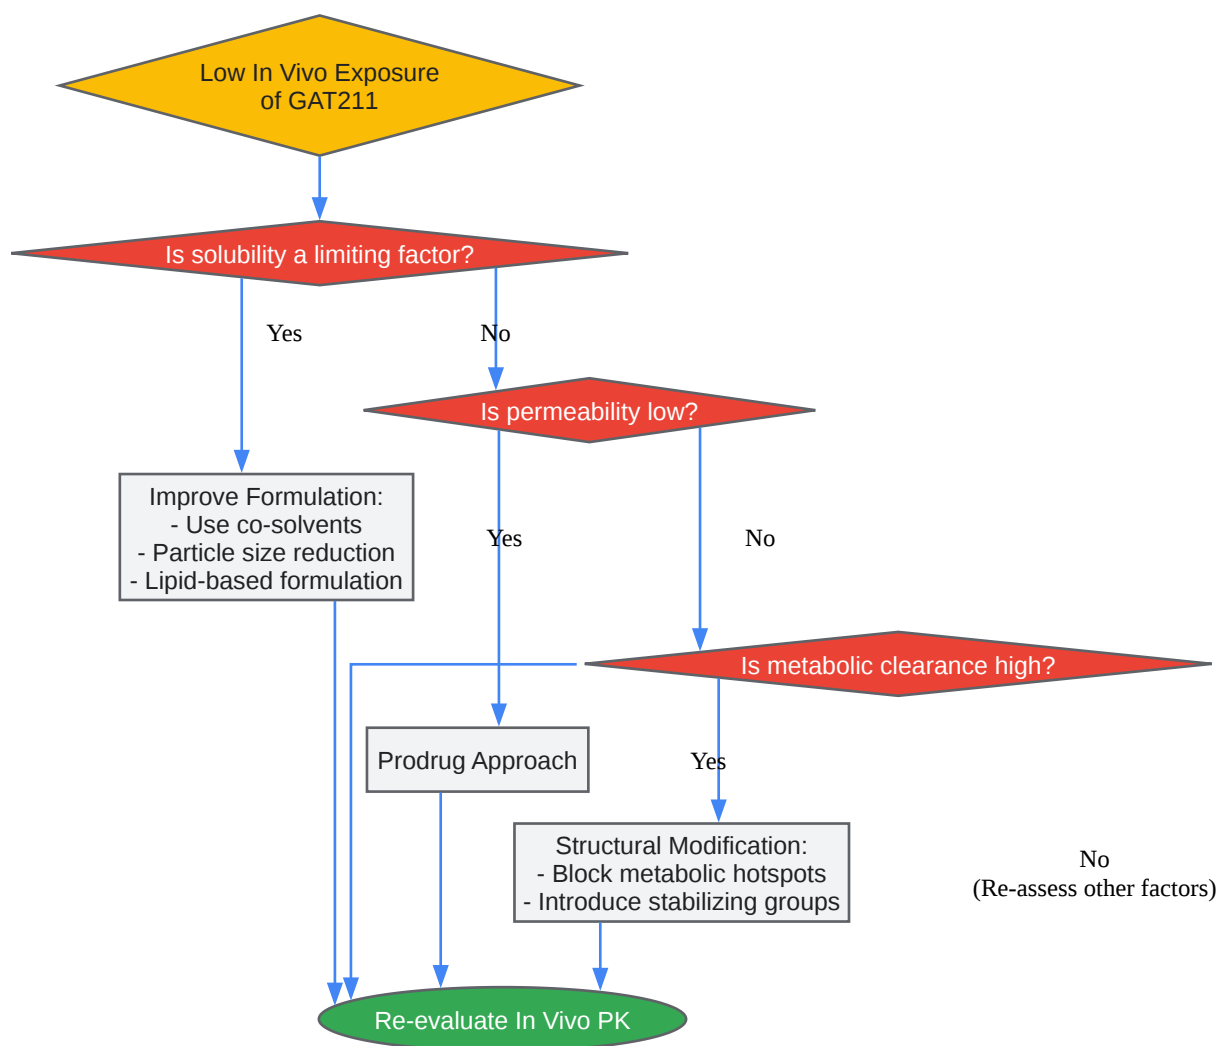 Low In Vivo Exposure
of GAT211
Is solubility a limiting factor?
Yes
No
Is permeability low?
Improve Formulation:
- Use co-solvents
- Particle size reduction
- Lipid-based formulation
Yes
No
Is metabolic clearance high?
Prodrug Approach
Yes
Structural Modification:
- Block metabolic hotspots
- Introduce stabilizing groups
No
(Re-assess other factors)
Re-evaluate In Vivo PK